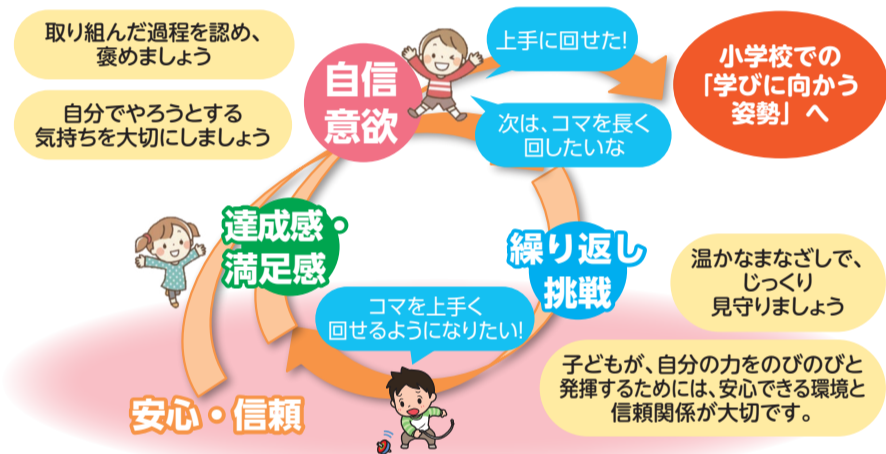 取り組んだ過程を認め、
褒めましょう
自分でやろうとする
気持ちを大切にしましょう
自信
意欲
上手に回せた!
次は、コマを長く
回したいな
小学校での
「学びに向かう
姿勢」へ
達成感・
満足感
繰り返し
挑戦
温かなまなざしで、
じっくり
見守りましょう
コマを上手く
回せるようになりたい!
子どもが、自分の力をのびのびと
発揮するためには、安心できる環境と
信頼関係が大切です。
安心・信頼